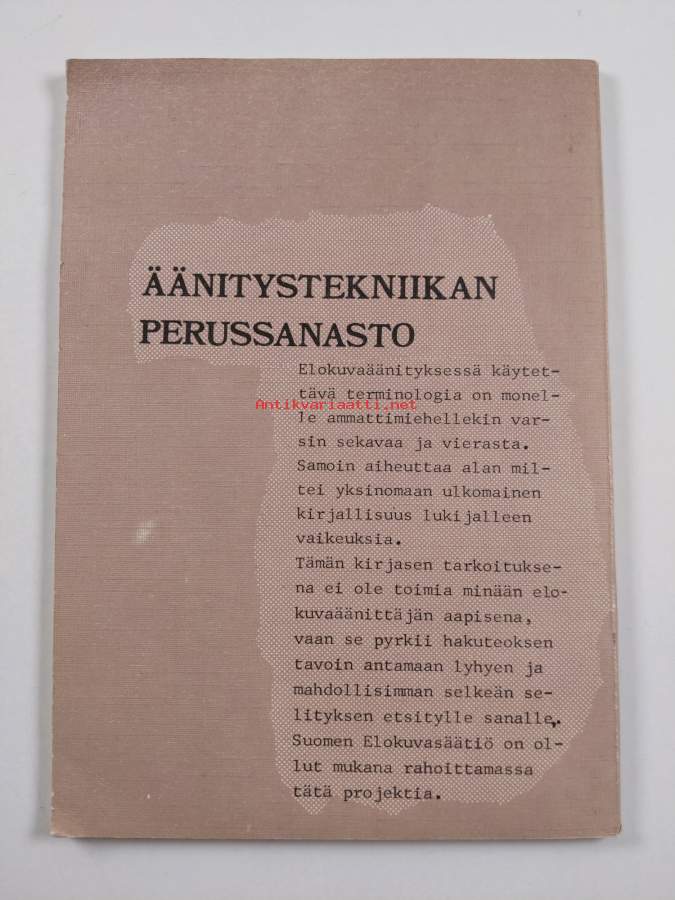 ÄÄNITYSTEKNIIKAN
PERUSSANASTO
Elokuvaäänityksessä käytet-
tävä terminologia on monel-
Antikvariaatti.net
le ammattimiehellekin var-
sin sekavaa ja vierasta.
Samoin aiheuttaa alan mil-
tei yksinomaan ulkomainen
kirjallisuus lukijalleen
vaikeuksia.
Tämän kirjasen tarkoitukse-
na ei ole toimia minään elo-
kuvaäänittäjän aapisena,
vaan se pyrkii hakuteoksen
tavoin antamaan lyhyen ja
mahdollisimman selkeän se-
lityksen etsitylle sanalle,.
Suomen Elokuvasäätiö on ol-
lut mukana rahoittamassa
tätä projektia.